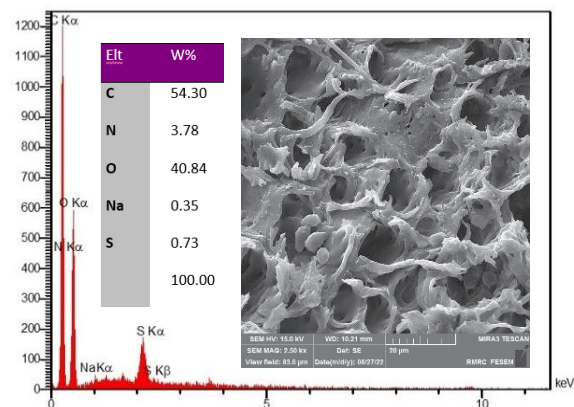 1200
1100
1000
900
800
700
600
500
400
300
200
100
0
C Kα
O Kα
N Kα
NaKα
S Kα
S Kβ
0
5
10
keV
Elt W%
C 54.30
N 3.78
O 40.84
Na 0.35
S 0.73
100.00
SEM HV: 15.0 kV WD: 10.21 mm MIRA3 TESCAN
SEM MAG: 2.50 kx Det: SE 20 µm
View field: 83.0 µm Date(m/d/y): 08/27/22 RMRC FESEM